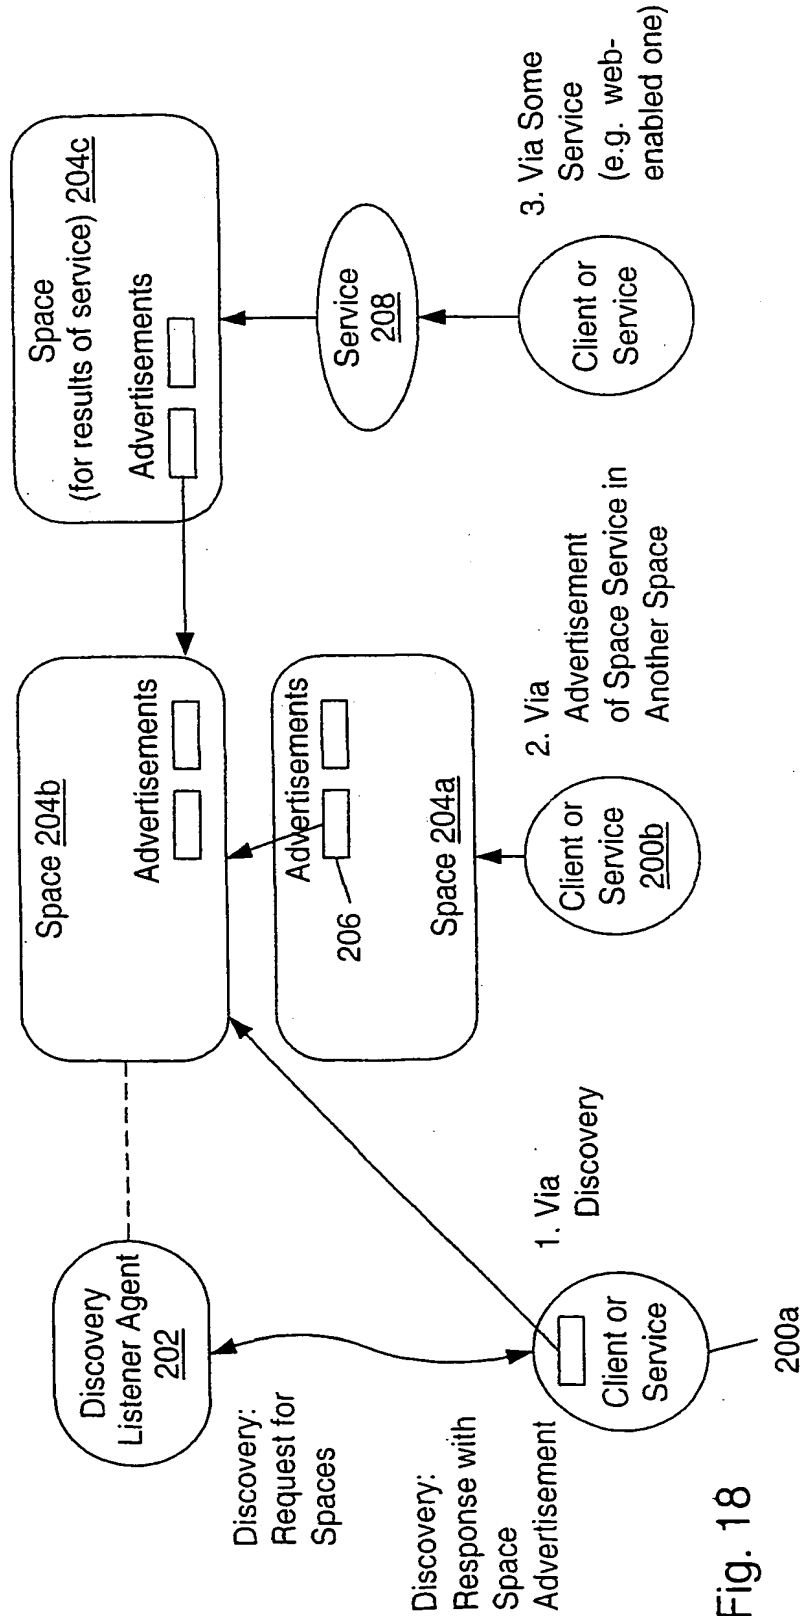 Discovery
Listener Agent
202
Discovery:
Request for
Spaces
Discovery:
Response with
Space
Advertisement
Client or
Service
200a
1. Via
Discovery
Space 204b
Advertisements
Advertisements
206
Space 204a
Client or
Service
200b
2. Via
Advertisement
of Space Service in
Another Space
Space
(for results of service) 204c
Advertisements
Service
208
Client or
Service
3. Via Some
Service
(e.g. web-
enabled one)
Fig. 18